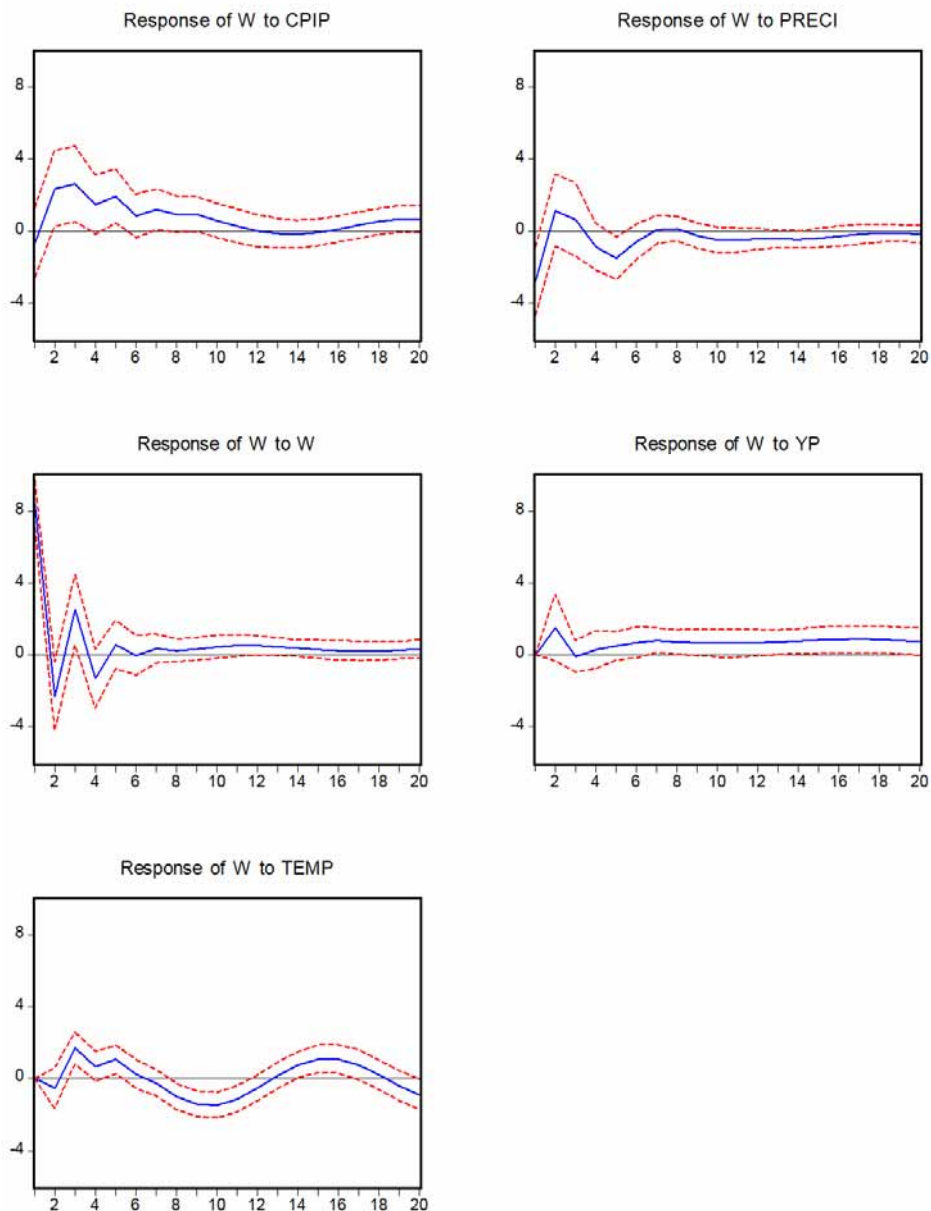 Response of W to CPIP
8
4
0
-4
2 4 6 8 10 12 14 16 18 20
Response of W to PRECI
8
4
0
-4
2 4 6 8 10 12 14 16 18 20
Response of W to W
8
4
0
-4
2 4 6 8 10 12 14 16 18 20
Response of W to YP
8
4
0
-4
2 4 6 8 10 12 14 16 18 20
Response of W to TEMP
8
4
0
-4
2 4 6 8 10 12 14 16 18 20